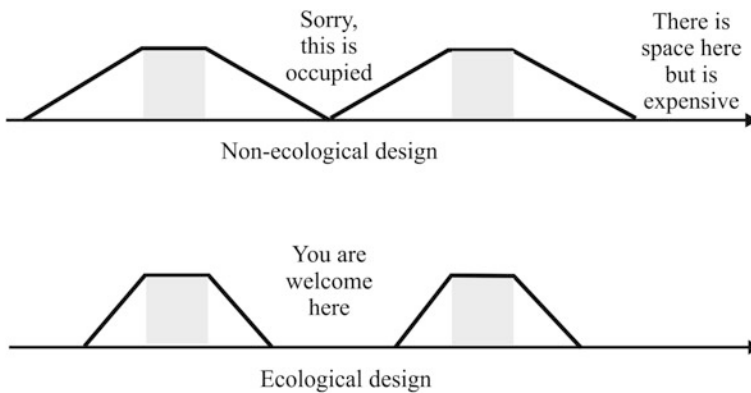 Sorry,
this is
occupied
There is
space here
but is
expensive
Non-ecological design
You are
welcome
here
Ecological design